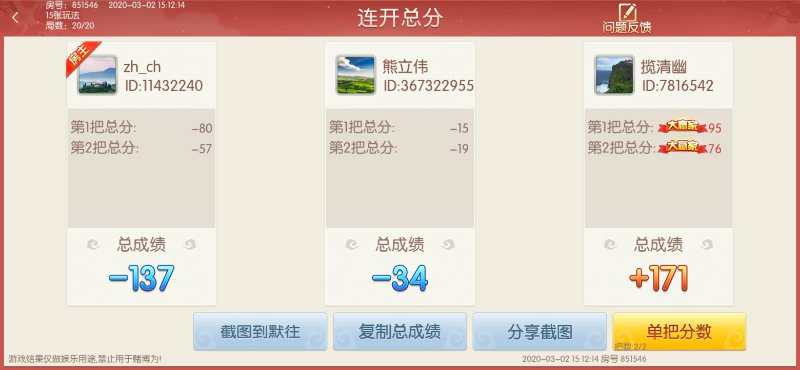 房号：851546 2020-03-02 15:12:14
15张玩法
局数：20/20
连开总分
问题反馈
房主
zh_ch
ID:11432240
第1把总分: -80
第2把总分: -57
总成绩
-137
熊立伟
ID:367322955
第1把总分: -15
第2把总分: -19
总成绩
-34
揽清幽
ID:7816542
第1把总分: 大赢家 95
第2把总分: 大赢家 76
总成绩
+171
截图到默往
复制总成绩
分享截图
单把分数
把数:2/2
游戏结果仅做娱乐用途,禁止用于赌博为!
2020-03-02 15:12:14 房号 851546